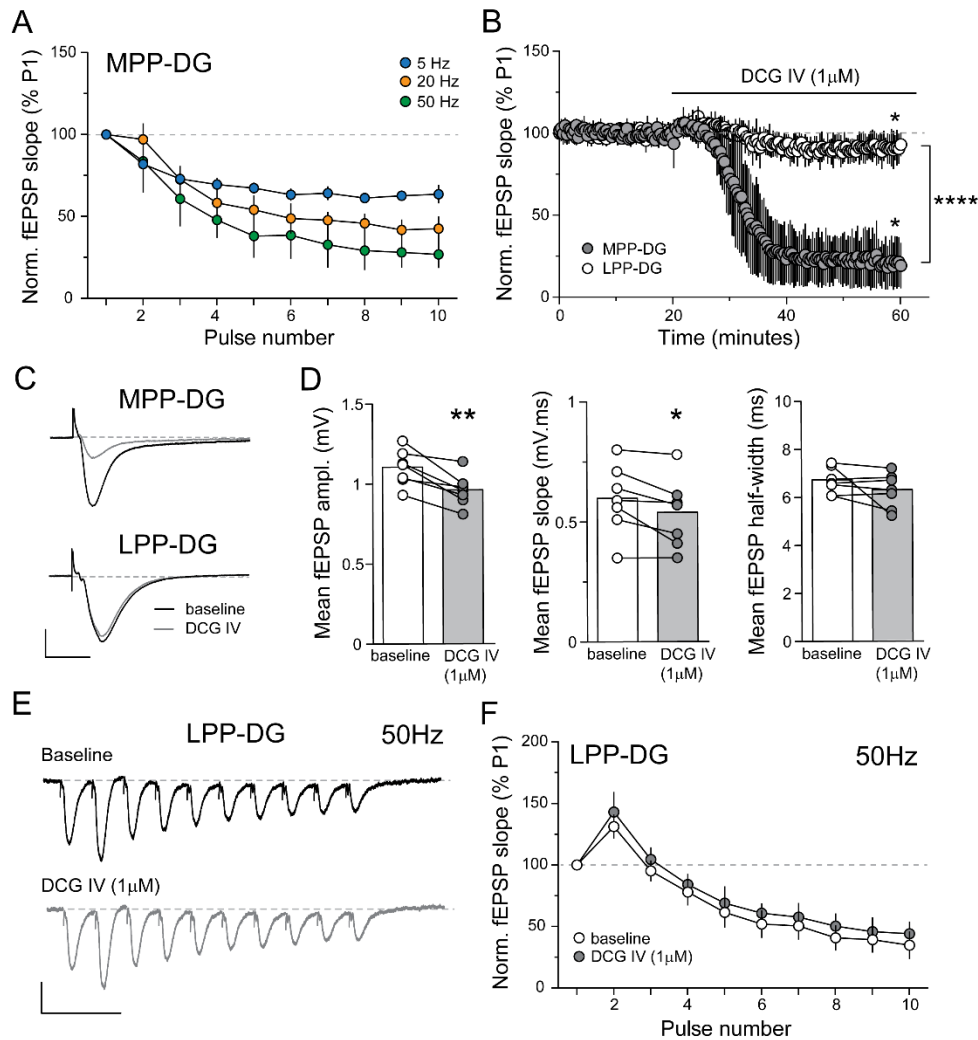 A
MPP-DG
5 Hz
20 Hz
50 Hz
Norm. fEPSP slope (% P1)
150
100
50
0
2
4
6
8
10
Pulse number
B
DCG IV (1μM)
*
****
*
MPP-DG
LPP-DG
Norm. fEPSP slope (% P1)
150
100
50
0
0
20
40
60
Time (minutes)
C
MPP-DG
LPP-DG
baseline
DCG IV
D
Mean fEPSP ampl. (mV)
1.5
1
0.5
0
**
baseline
DCG IV
(1μM)
Mean fEPSP slope (mV.ms)
1
0.5
0
*
baseline
DCG IV
(1μM)
Mean fEPSP half-width (ms)
10
8
6
4
2
0
baseline
DCG IV
(1μM)
E
LPP-DG
50Hz
Baseline
DCG IV (1μM)
F
LPP-DG
50Hz
Norm. fEPSP slope (% P1)
200
150
100
50
0
baseline
DCG IV (1μM)
2
4
6
8
10
Pulse number